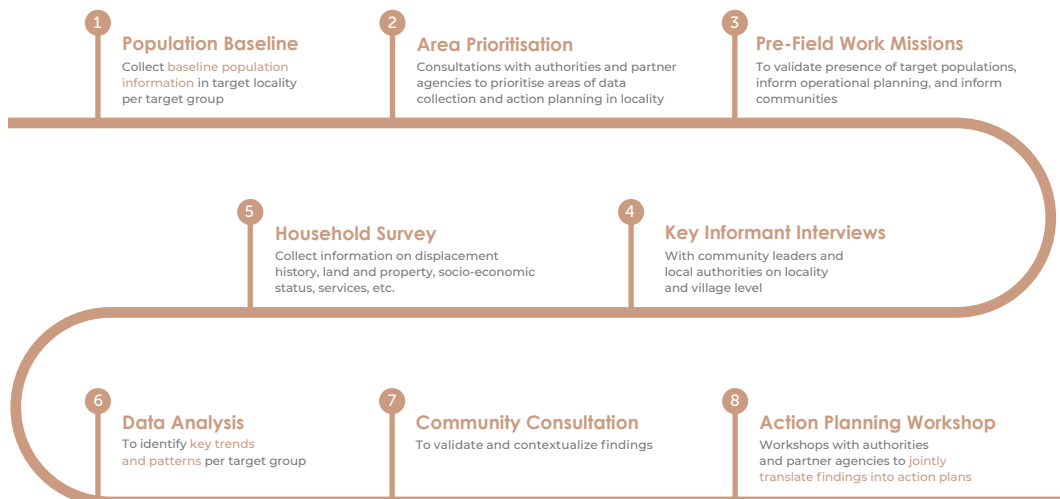 1
Population Baseline
Collect baseline population
information in target locality
per target group
2
Area Prioritisation
Consultations with authorities and partner
agencies to prioritise areas of data
collection and action planning in locality
3
Pre-Field Work Missions
To validate presence of target populations,
inform operational planning, and inform
communities
4
Key Informant Interviews
With community leaders and
local authorities on locality
and village level
5
Household Survey
Collect information on displacement
history, land and property, socio-economic
status, services, etc.
6
Data Analysis
To identify key trends
and patterns per target group
7
Community Consultation
To validate and contextualize findings
8
Action Planning Workshop
Workshops with authorities
and partner agencies to jointly
translate findings into action plans